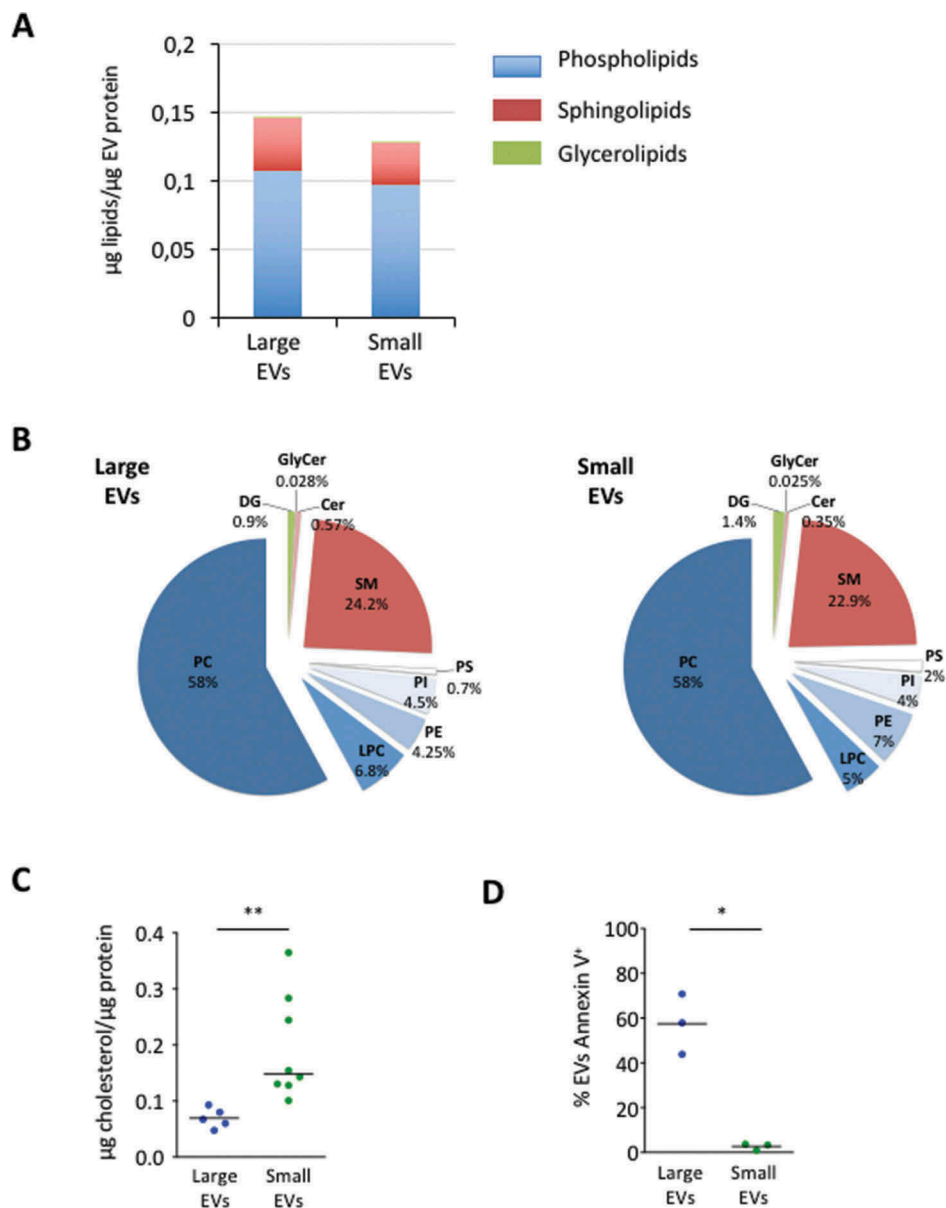 A
µg lipids/µg EV protein
0,2
0,15
0,1
0,05
0
Large
EVs
Small
EVs
Phospholipids
Sphingolipids
Glycerolipids
B
Large
EVs
GlyCer
0.028%
DG
0.9%
Cer
0.57%
SM
24.2%
PS
0.7%
PI
4.5%
PE
4.25%
LPC
6.8%
PC
58%
Small
EVs
GlyCer
0.025%
DG
1.4%
Cer
0.35%
SM
22.9%
PS
2%
PI
4%
PE
7%
LPC
5%
PC
58%
C
**
µg cholesterol/µg protein
0.4
0.3
0.2
0.1
0.0
Large
EVs
Small
EVs
D
*
% EVs Annexin V⁺
100
80
60
40
20
0
Large
EVs
Small
EVs